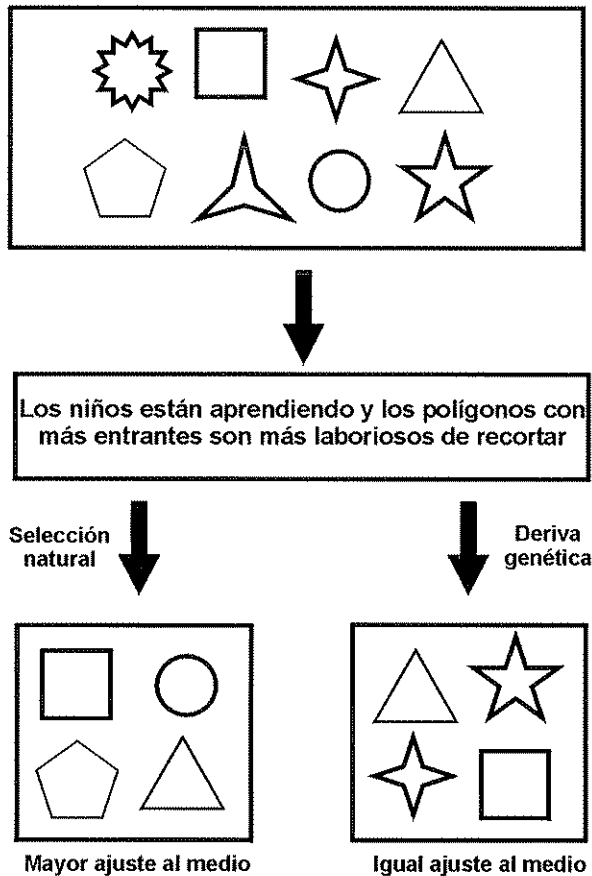 Los niños están aprendiendo y los polígonos con
más entrantes son más laboriosos de recortar
Selección
natural
Deriva
genética
Mayor ajuste al medio
Igual ajuste al medio